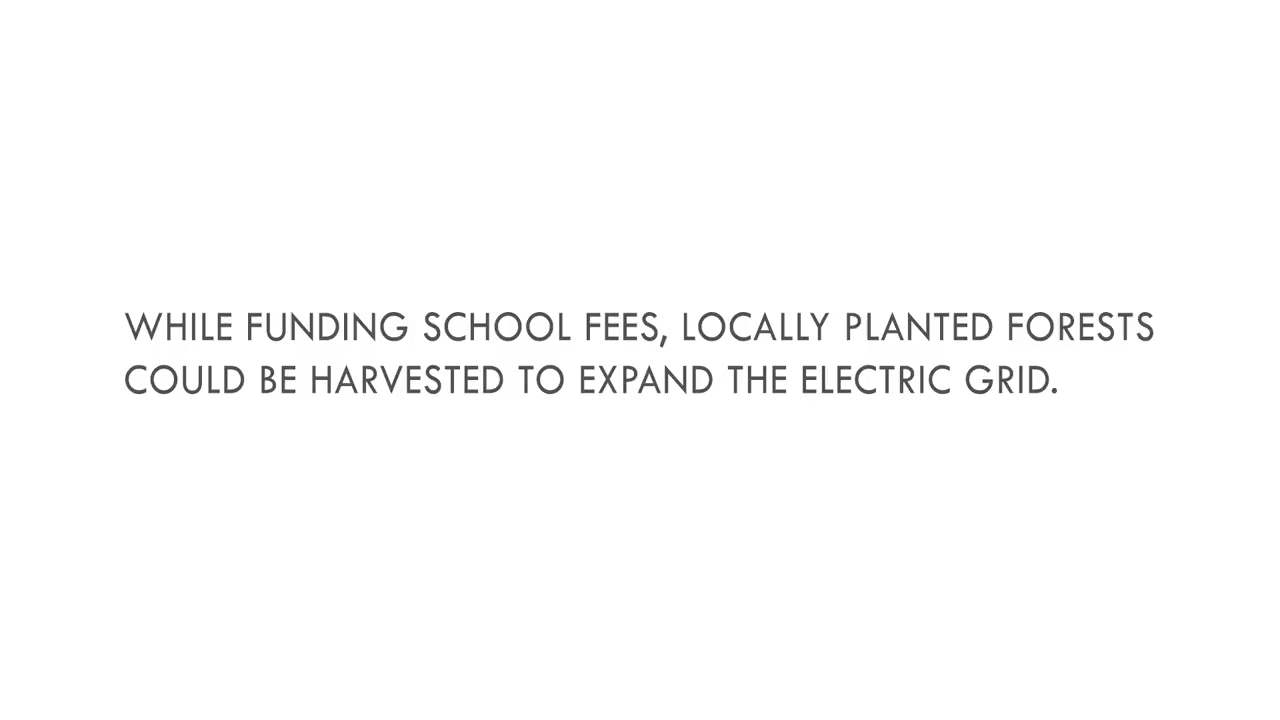 WHILE FUNDING SCHOOL FEES, LOCALLY PLANTED FORESTS
COULD BE HARVESTED TO EXPAND THE ELECTRIC GRID.